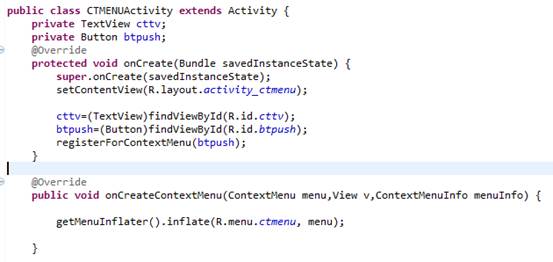 public class CTMENUActivity extends Activity {
    private TextView cttv;
    private Button btpush;
    @Override
    protected void onCreate(Bundle savedInstanceState) {
        super.onCreate(savedInstanceState);
        setContentView(R.layout.activity_ctmenu);
        cttv=(TextView)findViewById(R.id.cttv);
        btpush=(Button)findViewById(R.id.btpush);
        registerForContextMenu(btpush);
    }
    @Override
    public void onCreateContextMenu(ContextMenu menu,View v,ContextMenuInfo menuInfo) {
        getMenuInflater().inflate(R.menu.ctmenu, menu);
    }